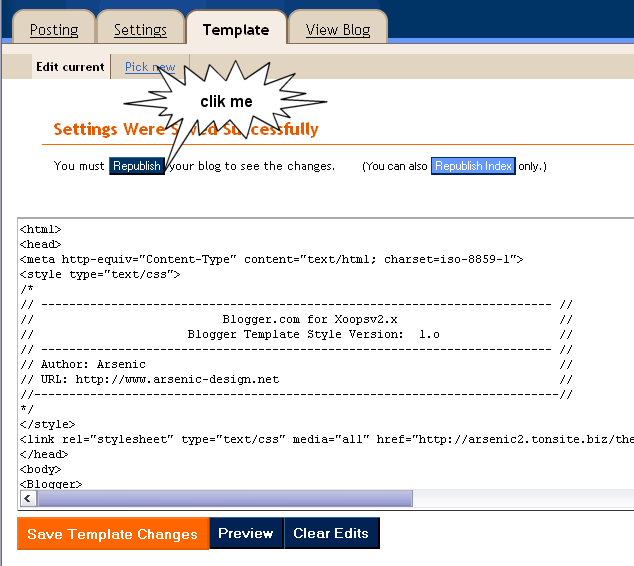 Posting Settings Template View Blog
Edit current Pick new
clik me
Settings Were Saved Successfully
You must Republish your blog to see the changes. (You can also Republish Index only.)
<html>
<head>
<meta http-equiv="Content-Type" content="text/html; charset=iso-8859-1">
<style type="text/css">
/*
// ------------------------------------------------------------------------- //
// Blogger.com for Xoopsv2.x //
// Blogger Template Style Version: 1.o //
// ------------------------------------------------------------------------- //
// Author: Arsenic //
// URL: http://www.arsenic-design.net //
//---------------------------------------------------------------------------//
*/
</style>
<link rel="stylesheet" type="text/css" media="all" href="http://arsenic2.tonsite.biz/the
</head>
<body>
<Blogger>
Save Template Changes Preview Clear Edits